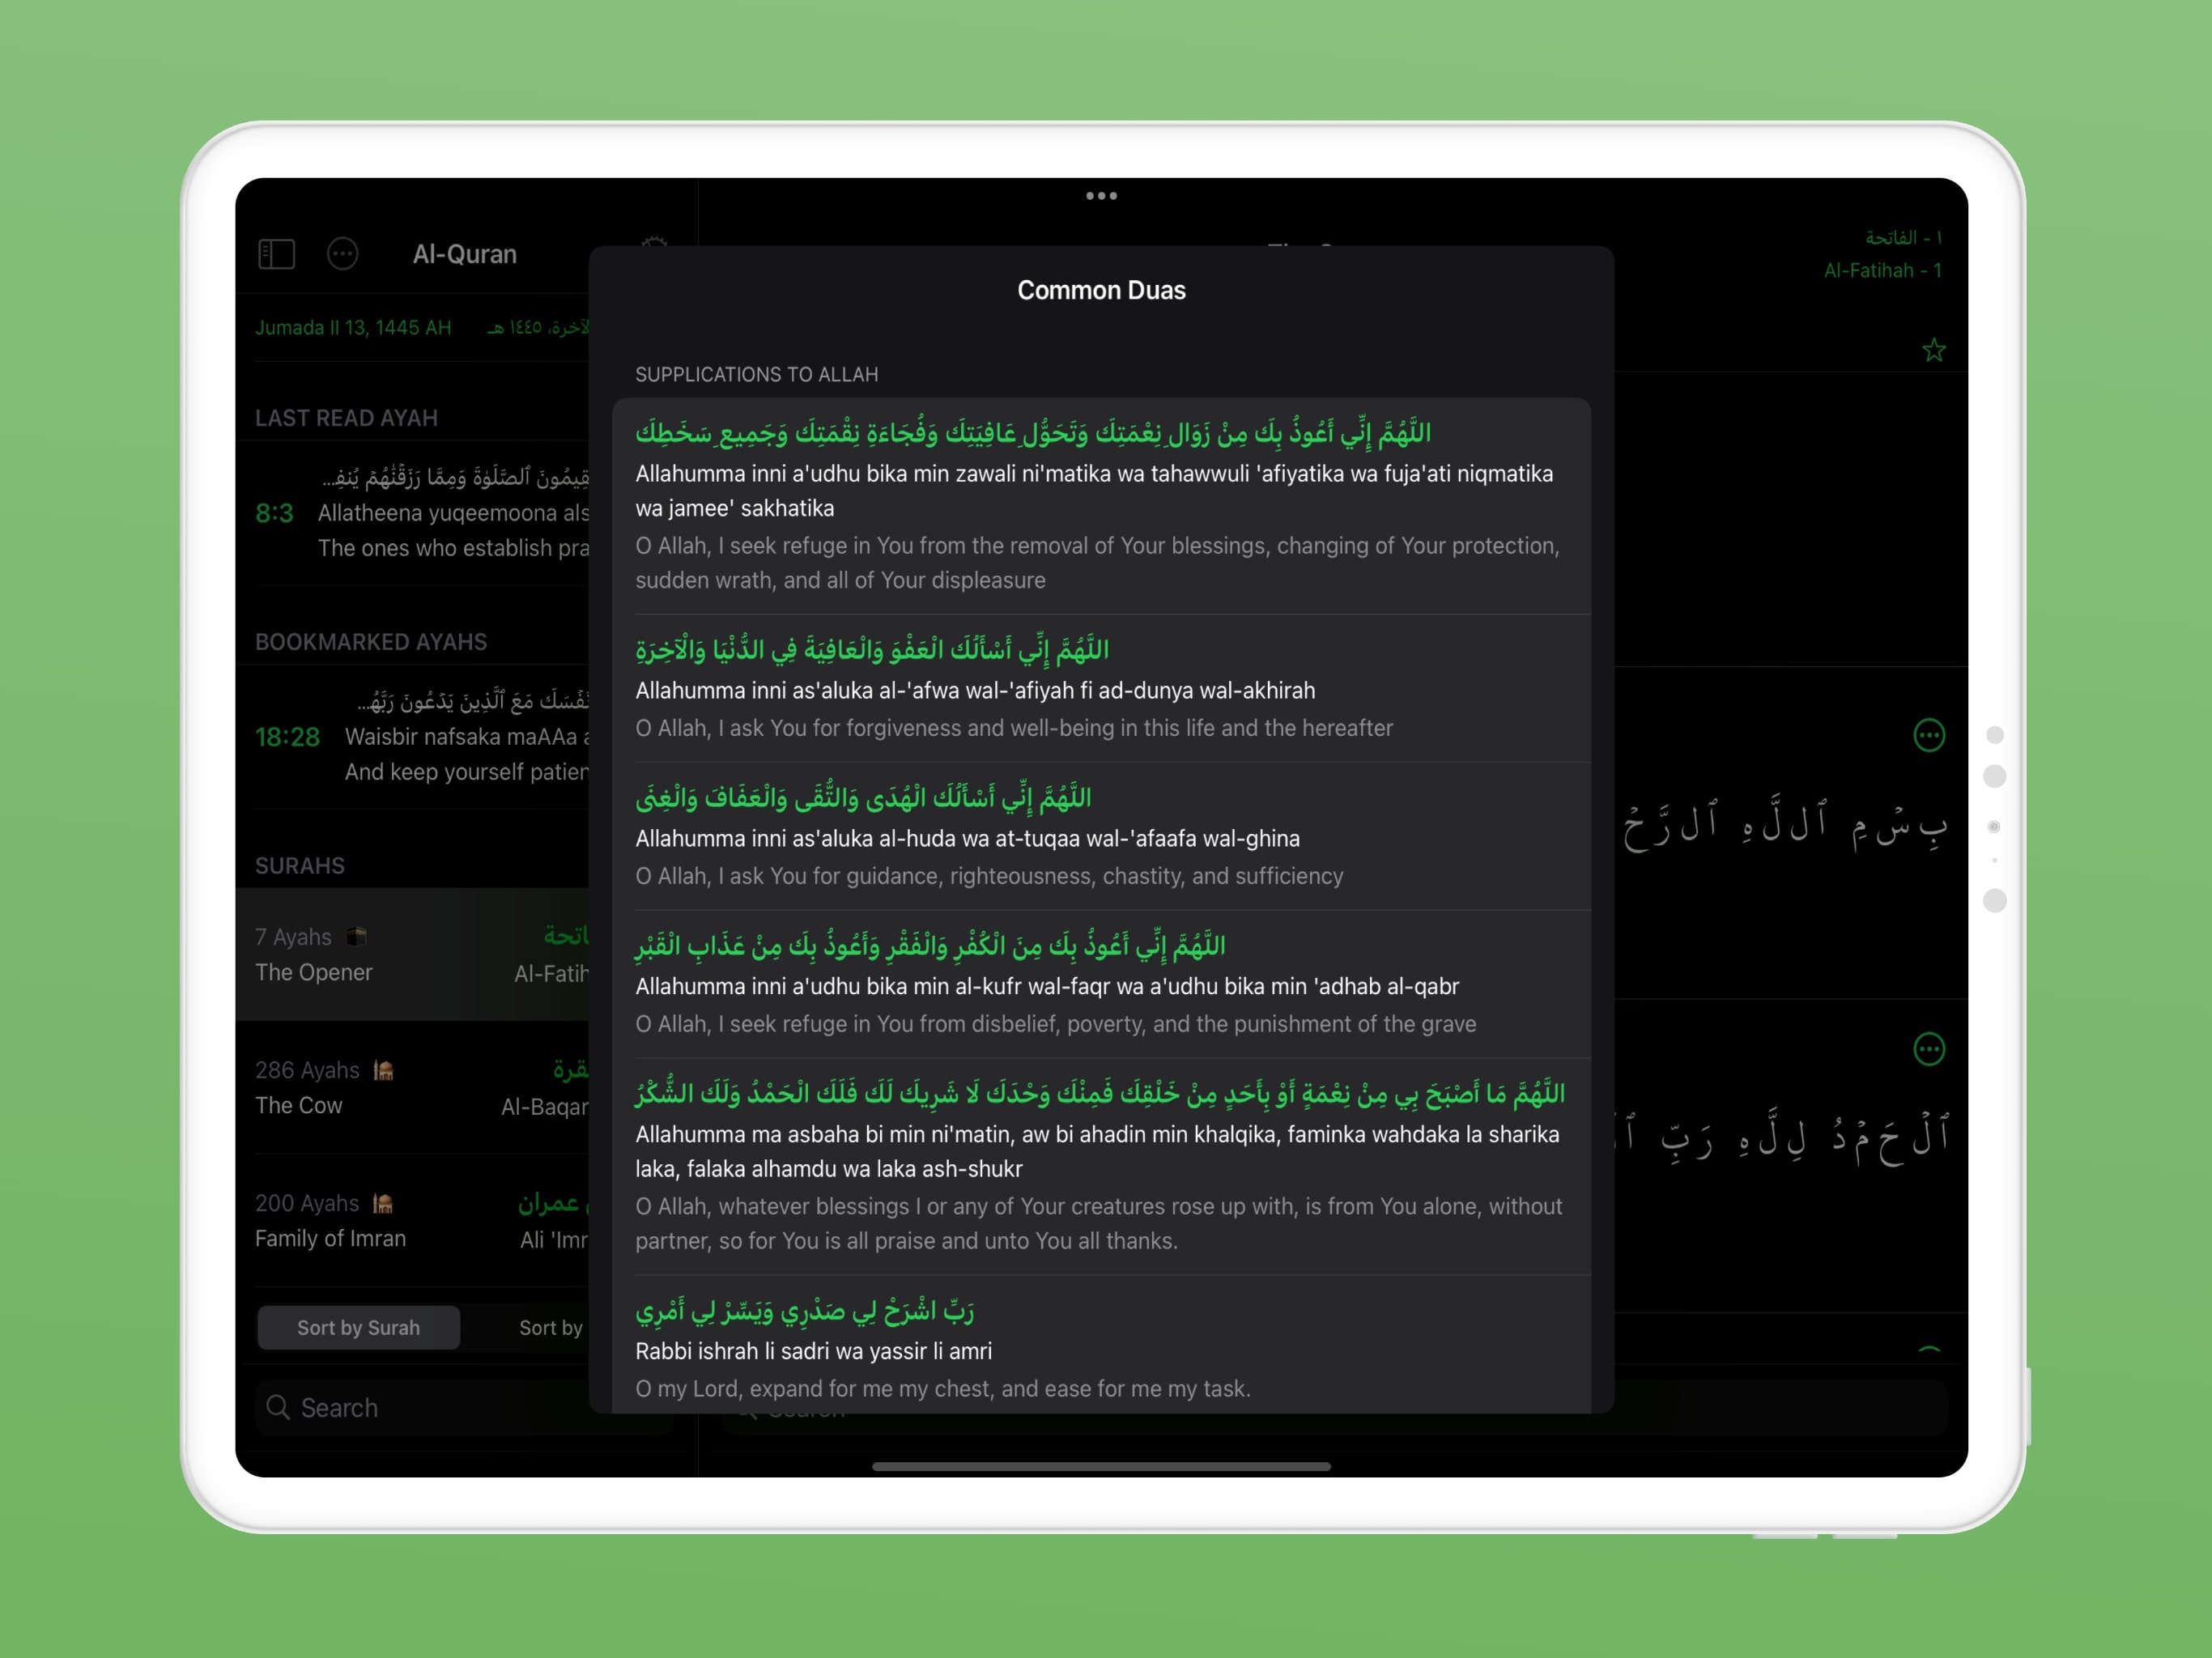 Al-Quran
Jumada II 13, 1445 AH
١٤٤٥ هـ
LAST READ AYAH
ٱلصَّلَوٰةَ وَمِمَّا رَزَقْنَٰهُمْ
8:3
Allatheena yuqeemoona als
The ones who establish pra
BOOKMARKED AYAHS
مَعَ ٱلَّذِينَ يَدْعُونَ
18:28
Waisbir nafsaka maAAa a
And keep yourself patien
SURAHS
7 Ayahs
The Opener
Al-Fatih
286 Ayahs
The Cow
Al-Baqar
200 Ayahs
عمران
Family of Imran
Ali 'Imr
Sort by Surah
Sort by
Search
Common Duas
SUPPLICATIONS TO ALLAH
اللَّهُمَّ إِنِّي أَعُوذُ بِكَ مِنْ زَوَالِ نِعْمَتِكَ وَتَحَوُّلِ عَافِيَتِكَ وَفُجَاءَةِ نِقْمَتِكَ وَجَمِيعِ سَخَطِكَ
Allahumma inni a'udhu bika min zawali ni'matika wa tahawwuli 'afiyatika wa fuja'ati niqmatika
wa jamee' sakhatika
O Allah, I seek refuge in You from the removal of Your blessings, changing of Your protection,
sudden wrath, and all of Your displeasure
اللَّهُمَّ إِنِّي أَسْأَلُكَ الْعَفْوَ وَالْعَافِيَةَ فِي الدُّنْيَا وَالْآخِرَةِ
Allahumma inni as'aluka al-'afwa wal-'afiyah fi ad-dunya wal-akhirah
O Allah, I ask You for forgiveness and well-being in this life and the hereafter
اللَّهُمَّ إِنِّي أَسْأَلُكَ الْهُدَى وَالتُّقَى وَالْعَفَافَ وَالْغِنَى
Allahumma inni as'aluka al-huda wa at-tuqaa wal-'afaafa wal-ghina
O Allah, I ask You for guidance, righteousness, chastity, and sufficiency
اللَّهُمَّ إِنِّي أَعُوذُ بِكَ مِنَ الْكُفْرِ وَالْفَقْرِ وَأَعُوذُ بِكَ مِنْ عَذَابِ الْقَبْرِ
Allahumma inni a'udhu bika min al-kufr wal-faqr wa a'udhu bika min 'adhab al-qabr
O Allah, I seek refuge in You from disbelief, poverty, and the punishment of the grave
اللَّهُمَّ مَا أَصْبَحَ بِي مِنْ نِعْمَةٍ أَوْ بِأَحَدٍ مِنْ خَلْقِكَ فَمِنْكَ وَحْدَكَ لَا شَرِيكَ لَكَ فَلَكَ الْحَمْدُ وَلَكَ الشُّكْرُ
Allahumma ma asbaha bi min ni'matin, aw bi ahadin min khalqika, faminka wahdaka la sharika
laka, falaka alhamdu wa laka ash-shukr
O Allah, whatever blessings I or any of Your creatures rose up with, is from You alone, without
partner, so for You is all praise and unto You all thanks.
رَبِّ اشْرَحْ لِي صَدْرِي وَيَسِّرْ لِي أَمْرِي
Rabbi ishrah li sadri wa yassir li amri
O my Lord, expand for me my chest, and ease for me my task.
١ - الفاتحة
Al-Fatihah - 1
بِسْمِ ٱللَّهِ
ٱلْحَمْدُ لِلَّهِ رَبِّ